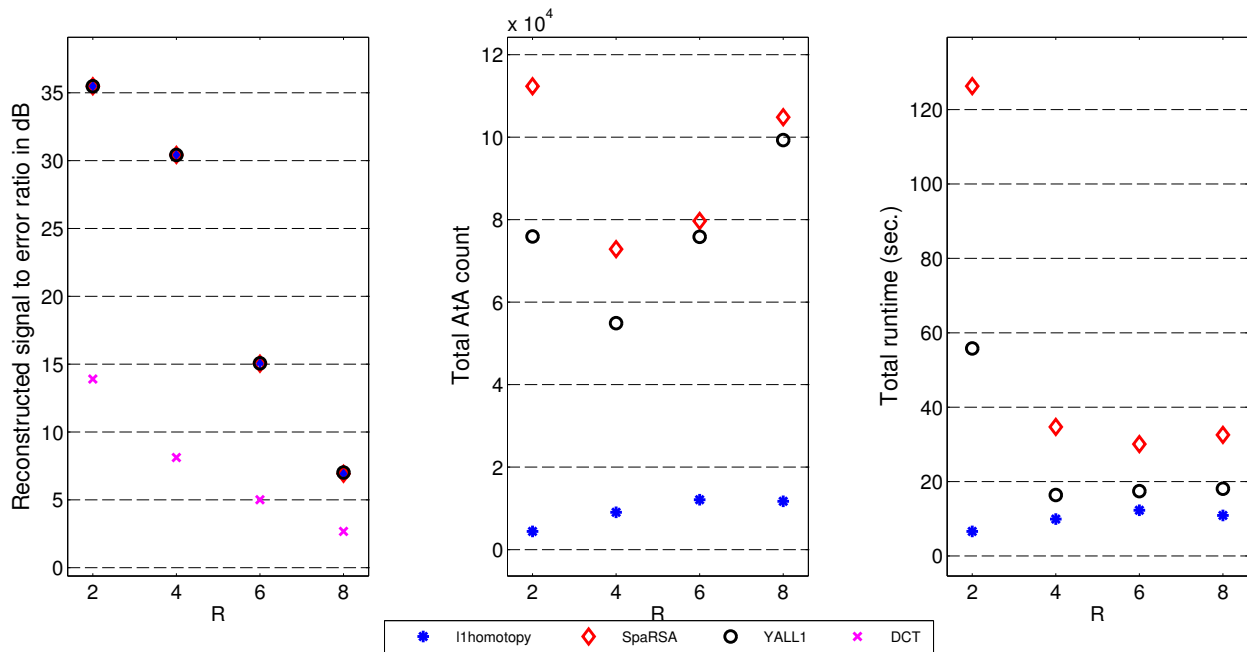 Reconstructed signal to error ratio in dB
35
30
25
20
15
10
5
0
2 4 6 8
R
x 10^4
Total AtA count
12
10
8
6
4
2
0
2 4 6 8
R
Total runtime (sec.)
120
100
80
60
40
20
0
2 4 6 8
R
l1homotopy SpaRSA YALL1 DCT